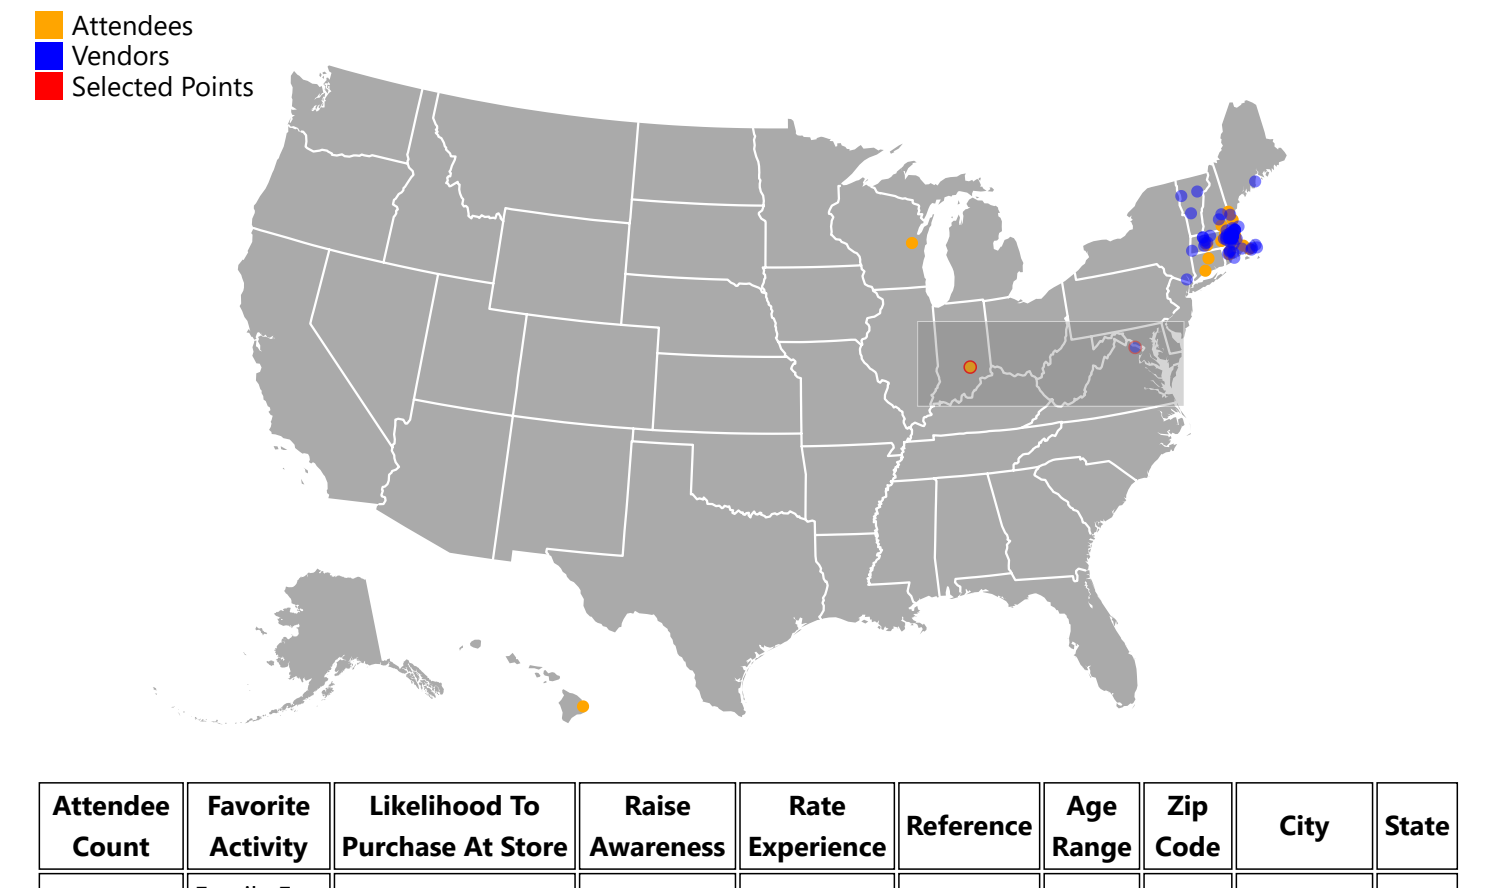 Attendees
Vendors
Selected Points
Attendee Count
Favorite Activity
Likelihood To Purchase At Store
Raise Awareness
Rate Experience
Reference
Age Range
Zip Code
City
State